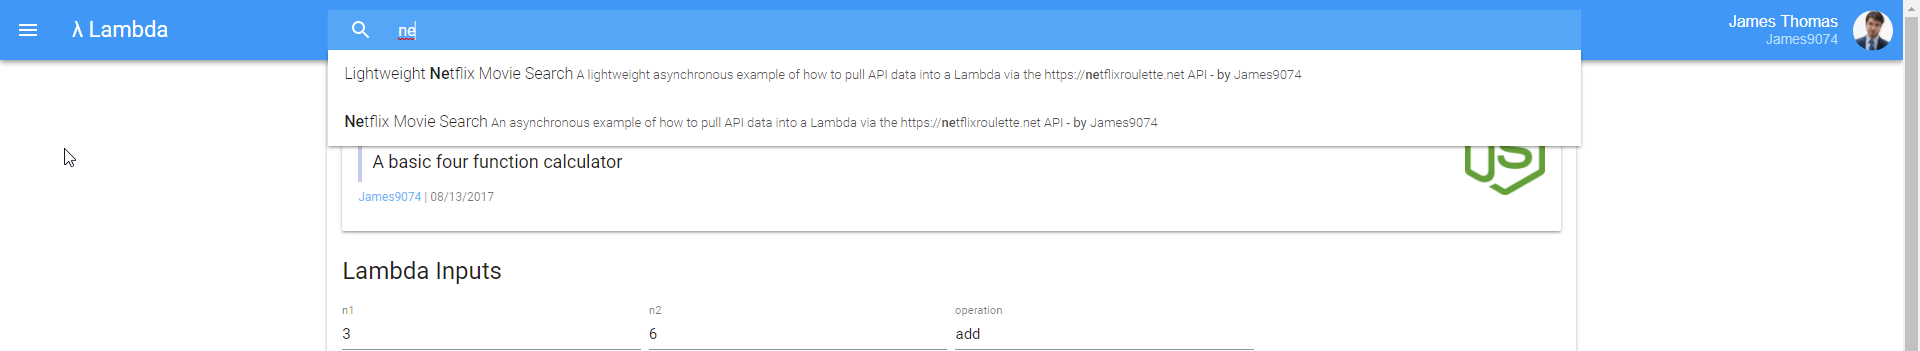 λ Lambda
ne
James Thomas
James9074
Lightweight Netflix Movie Search A lightweight asynchronous example of how to pull API data into a Lambda via the https://netflixroulette.net API - by James9074
Netflix Movie Search An asynchronous example of how to pull API data into a Lambda via the https://netflixroulette.net API - by James9074
A basic four function calculator
JS
James9074 | 08/13/2017
Lambda Inputs
n1 n2 operation
3 6 add